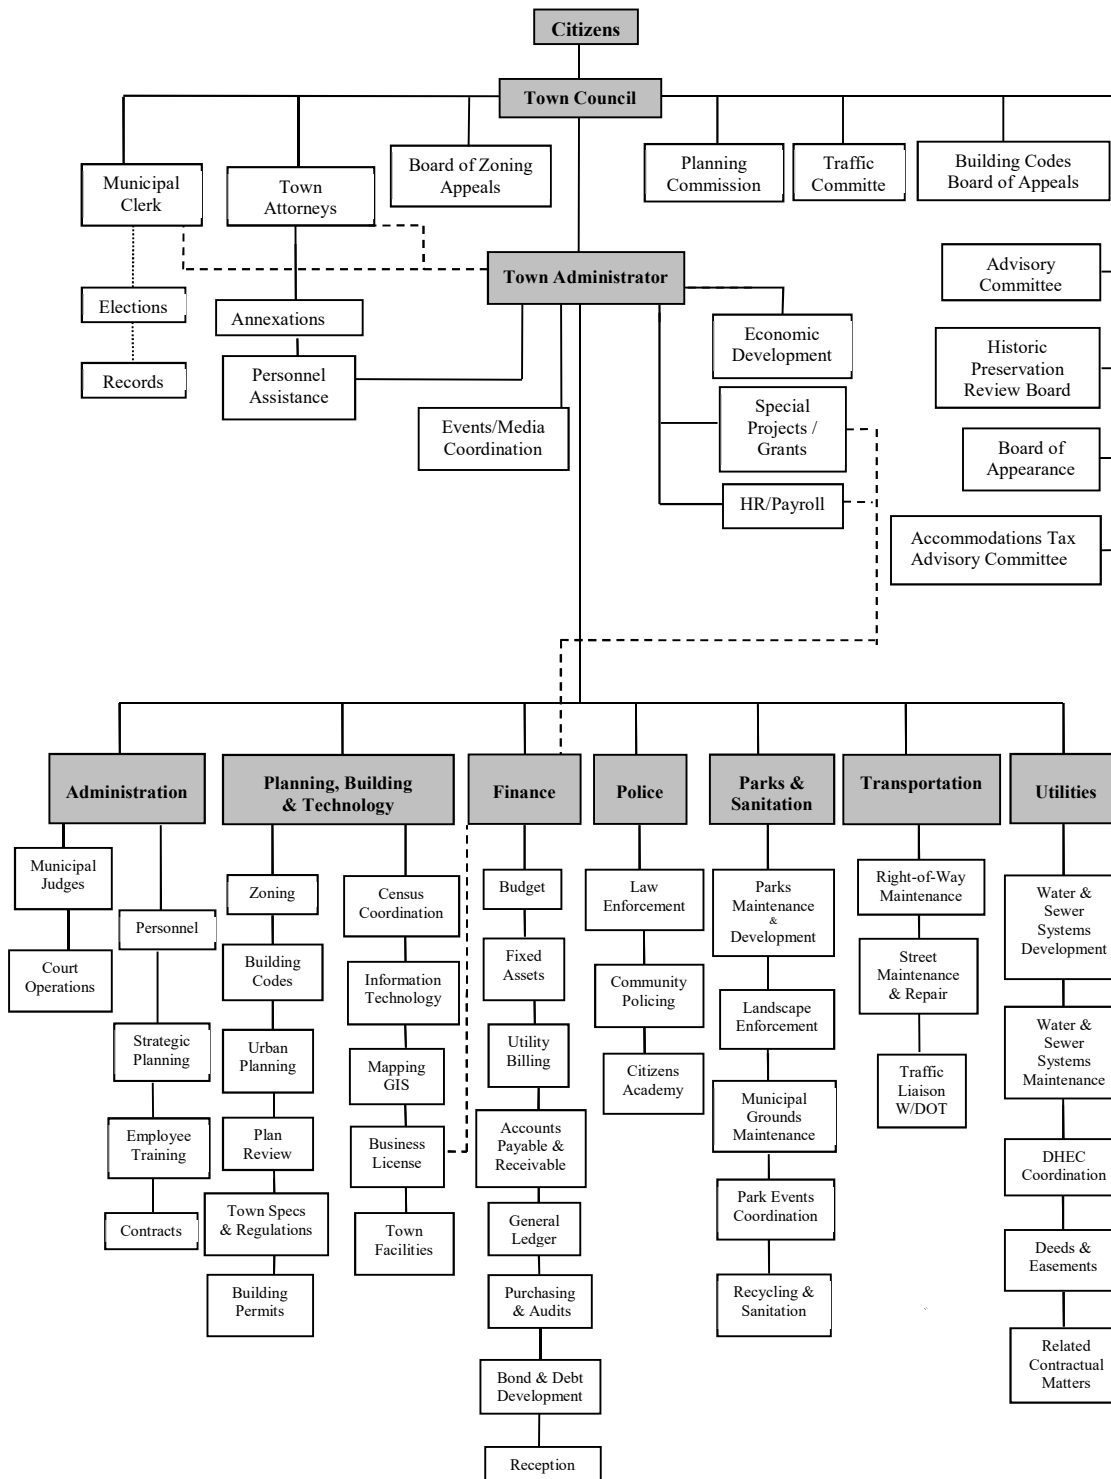 Citizens
Town Council
Municipal
Clerk
Town
Attorneys
Board of Zoning
Appeals
Planning
Commission
Traffic
Committe
Building Codes
Board of Appeals
Town Administrator
Advisory
Committee
Elections
Annexations
Economic
Development
Historic
Preservation
Review Board
Records
Personnel
Assistance
Events/Media
Coordination
Special
Projects /
Grants
Board of
Appearance
HR/Payroll
Accommodations Tax
Advisory Committee
Administration
Planning, Building
& Technology
Finance
Police
Parks &
Sanitation
Transportation
Utilities
Municipal
Judges
Court
Operations
Personnel
Strategic
Planning
Employee
Training
Contracts
Zoning
Building
Codes
Urban
Planning
Plan
Review
Town Specs
& Regulations
Building
Permits
Census
Coordination
Information
Technology
Mapping
GIS
Business
License
Town
Facilities
Budget
Fixed
Assets
Utility
Billing
Accounts
Payable &
Receivable
General
Ledger
Purchasing
& Audits
Bond & Debt
Development
Reception
Law
Enforcement
Community
Policing
Citizens
Academy
Parks
Maintenance
&
Development
Landscape
Enforcement
Municipal
Grounds
Maintenance
Park Events
Coordination
Recycling &
Sanitation
Right-of-Way
Maintenance
Street
Maintenance
& Repair
Traffic
Liaison
W/DOT
Water &
Sewer
Systems
Development
Water &
Sewer
Systems
Maintenance
DHEC
Coordination
Deeds &
Easements
Related
Contractual
Matters